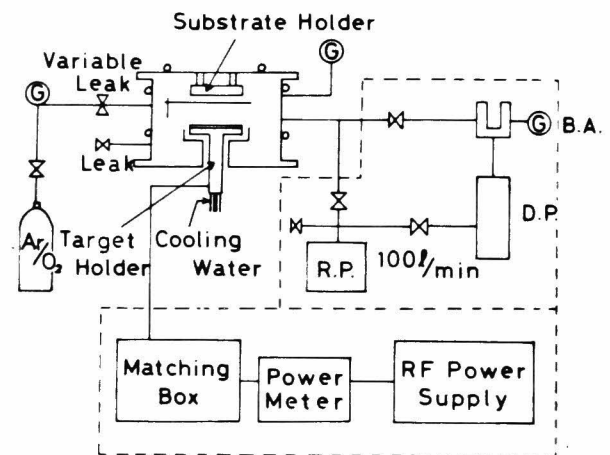 Substrate Holder
G
Variable
Leak
G
G
B.A.
Leak
D.P.
Ar/O₂
Target
Holder
Cooling
Water
R.P.
100ℓ/min
Matching
Box
Power
Meter
RF Power
Supply